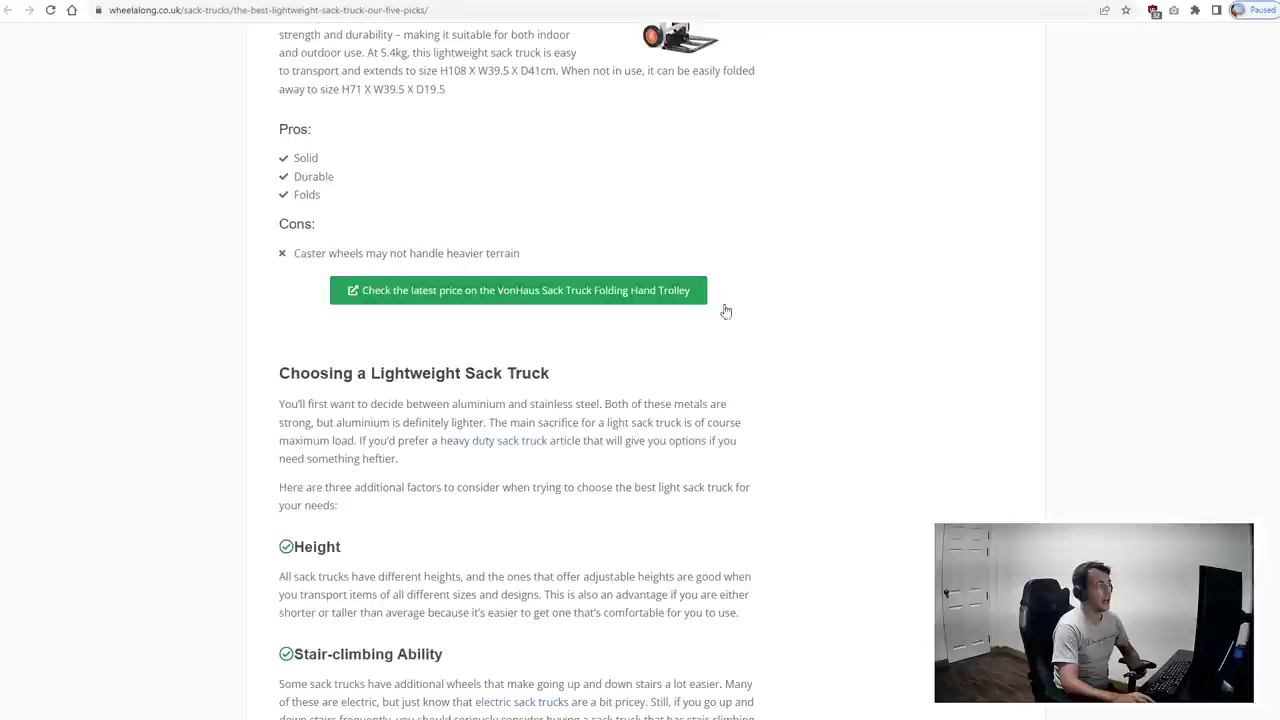 wheelalong.co.uk/sack-trucks/the-best-lightweight-sack-truck-our-five-picks/
32
Paused
strength and durability – making it suitable for both indoor
and outdoor use. At 5.4kg, this lightweight sack truck is easy
to transport and extends to size H108 X W39.5 X D41cm. When not in use, it can be easily folded
away to size H71 X W39.5 X D19.5
Pros:
Solid
Durable
Folds
Cons:
Caster wheels may not handle heavier terrain
Check the latest price on the VonHaus Sack Truck Folding Hand Trolley
Choosing a Lightweight Sack Truck
You'll first want to decide between aluminium and stainless steel. Both of these metals are
strong, but aluminium is definitely lighter. The main sacrifice for a light sack truck is of course
maximum load. If you'd prefer a heavy duty sack truck article that will give you options if you
need something heftier.
Here are three additional factors to consider when trying to choose the best light sack truck for
your needs:
Height
All sack trucks have different heights, and the ones that offer adjustable heights are good when
you transport items of all different sizes and designs. This is also an advantage if you are either
shorter or taller than average because it's easier to get one that's comfortable for you to use.
Stair-climbing Ability
Some sack trucks have additional wheels that make going up and down stairs a lot easier. Many
of these are electric, but just know that electric sack trucks are a bit pricey. Still, if you go up and
down stairs frequently, you should seriously consider buying a sack truck that has stair-climbing